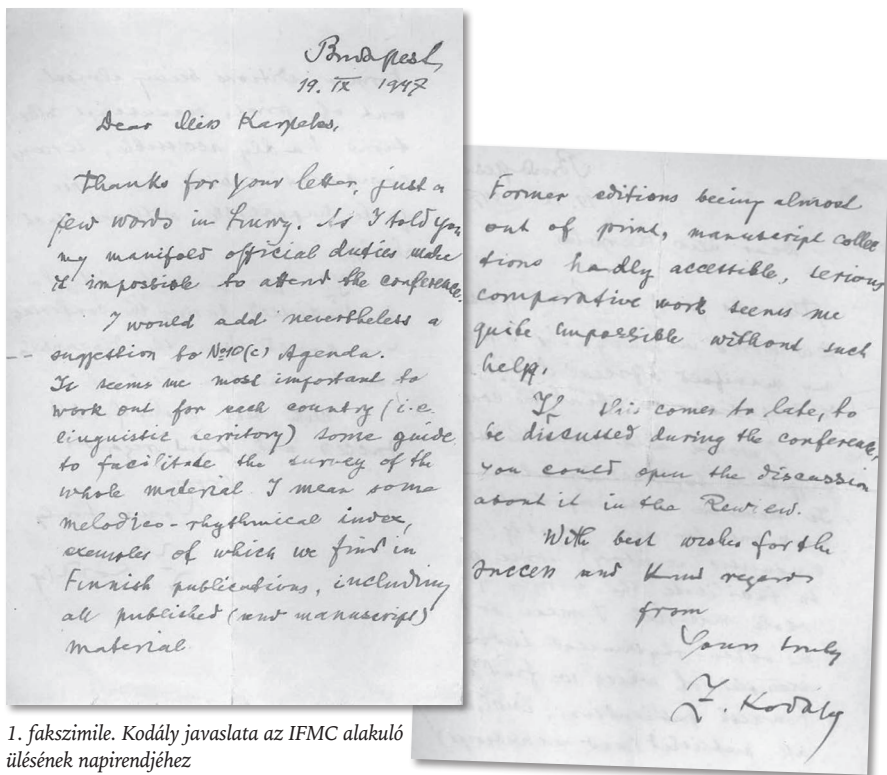 Budapest,
19. IX 1947
Dear Miss Karpeles,
Thanks for your letter, just a
few words in hurry. As I told you
my manifold official duties make
it impossible to attend the conference.
I would add nevertheless a
suggestion to No 10(c) Agenda.
It seems me most important to
work out for each country (i.e.
linguistic territory) some guide
to facilitate the survey of the
whole material. I mean some
melodico-rhythmical index,
exemples of which we find in
Finnish publications, including
all published (and manuscript)
material.
Former editions being almost
out of print, manuscript collec
tions hardly accessible, serious
comparative work seems me
quite impossible without such
help.
If this comes to late, to
be discussed during the conference,
you could open the discussion
about it in the Rewiew.
With best wishes for the
success and kind regards
from
Yours truly
Z. Kodály
1. fakszimile. Kodály javaslata az IFMC alakuló
ülésének napirendjéhez